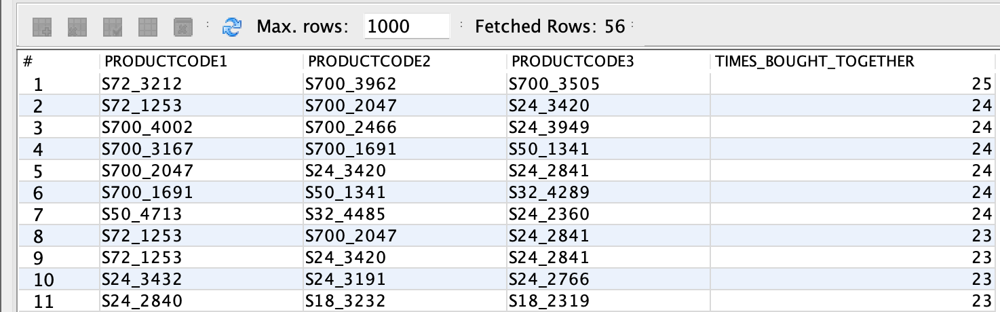 Max. rows: 1000 Fetched Rows: 56
# PRODUCTCODE1 PRODUCTCODE2 PRODUCTCODE3 TIMES_BOUGHT_TOGETHER
1 S72_3212 S700_3962 S700_3505 25
2 S72_1253 S700_2047 S24_3420 24
3 S700_4002 S700_2466 S24_3949 24
4 S700_3167 S700_1691 S50_1341 24
5 S700_2047 S24_3420 S24_2841 24
6 S700_1691 S50_1341 S32_4289 24
7 S50_4713 S32_4485 S24_2360 24
8 S72_1253 S700_2047 S24_2841 23
9 S72_1253 S24_3420 S24_2841 23
10 S24_3432 S24_3191 S24_2766 23
11 S24_2840 S18_3232 S18_2319 23